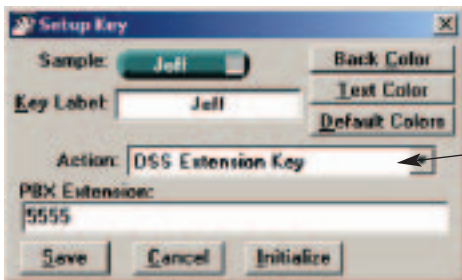 Setup Key
Sample: Jeff
Back Color
Text Color
Key Label: Jeff
Default Colors
Action: DSS Extension Key
PBX Extension:
5555
Save Cancel Initialize